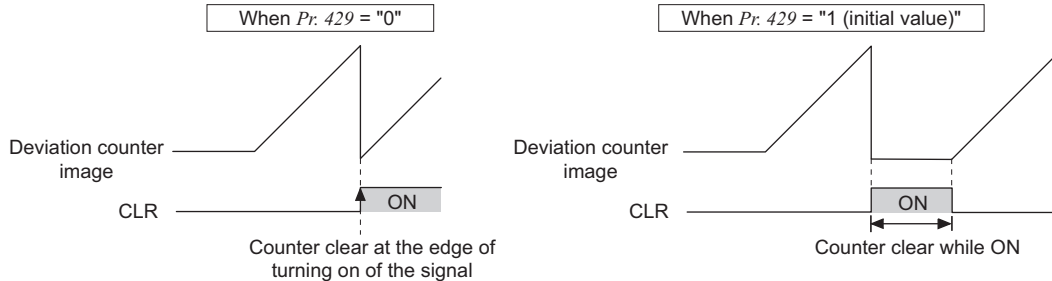 When Pr. 429 = "0"
Deviation counter
image
CLR
ON
Counter clear at the edge of
turning on of the signal
When Pr. 429 = "1 (initial value)"
Deviation counter
image
CLR
ON
Counter clear while ON